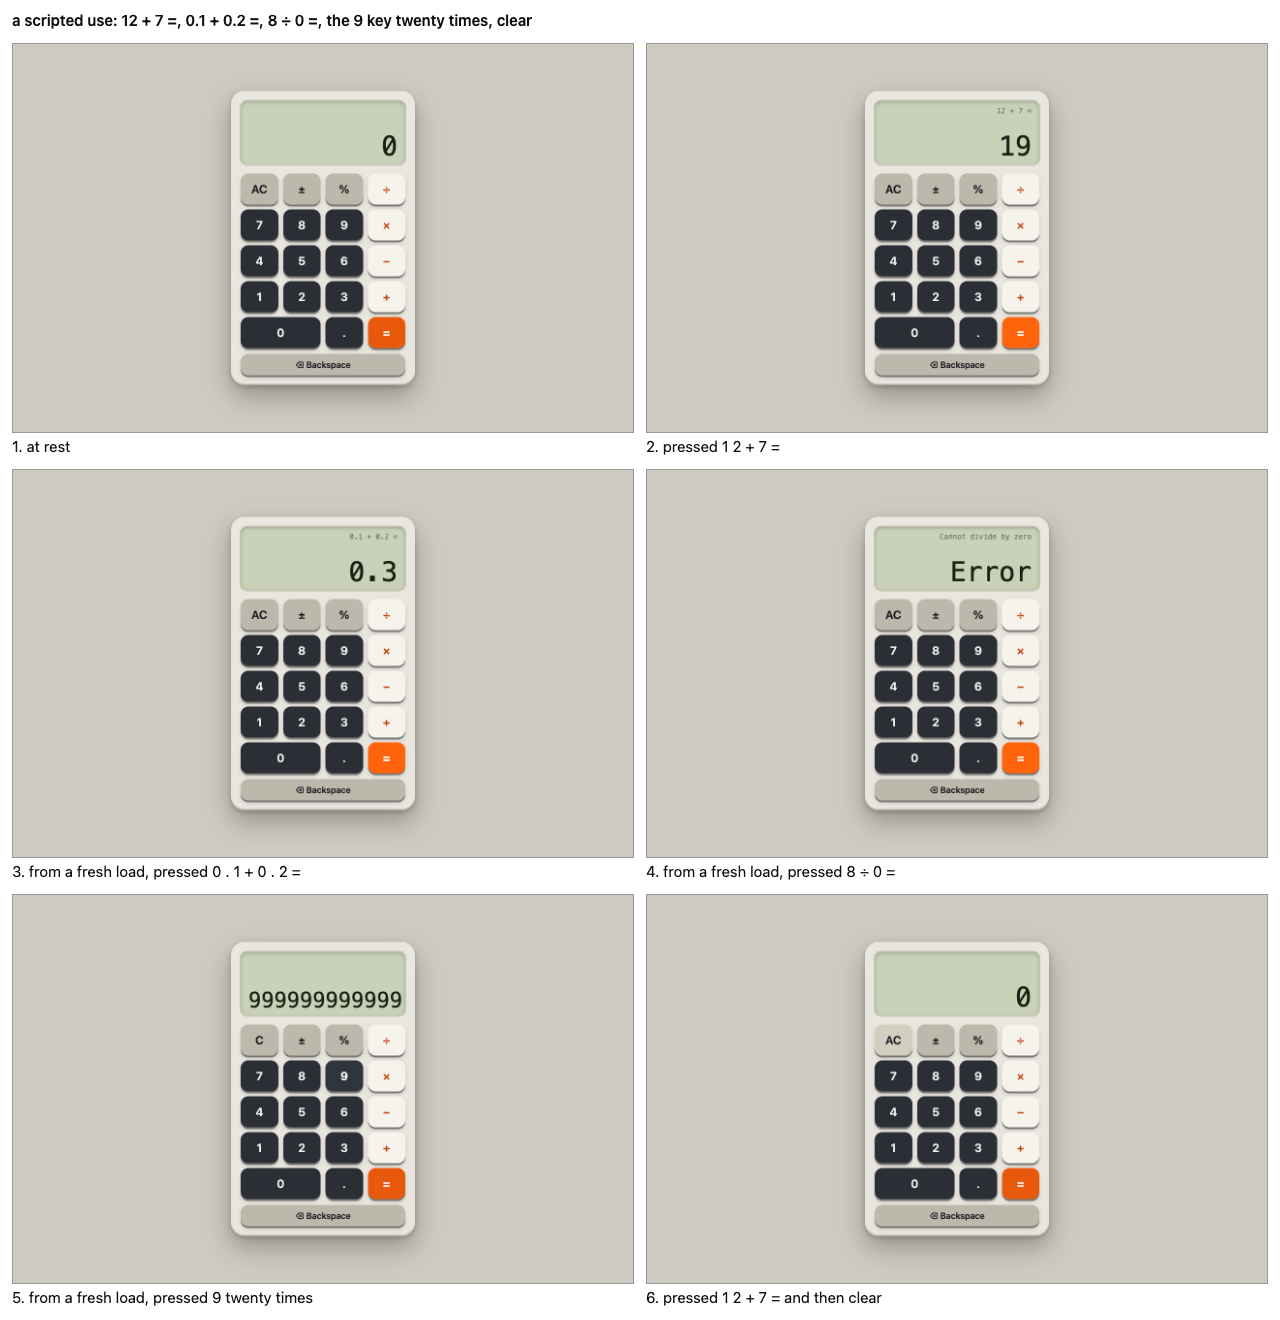 a scripted use: 12 + 7 =, 0.1 + 0.2 =, 8 ÷ 0 =, the 9 key twenty times, clear
0
AC ± % ÷
7 8 9 ×
4 5 6 −
1 2 3 +
0 . =
⌫ Backspace
1. at rest
12 + 7 =
19
AC ± % ÷
7 8 9 ×
4 5 6 −
1 2 3 +
0 . =
⌫ Backspace
2. pressed 1 2 + 7 =
0.1 + 0.2 =
0.3
AC ± % ÷
7 8 9 ×
4 5 6 −
1 2 3 +
0 . =
⌫ Backspace
3. from a fresh load, pressed 0 . 1 + 0 . 2 =
Cannot divide by zero
Error
AC ± % ÷
7 8 9 ×
4 5 6 −
1 2 3 +
0 . =
⌫ Backspace
4. from a fresh load, pressed 8 ÷ 0 =
999999999999
C ± % ÷
7 8 9 ×
4 5 6 −
1 2 3 +
0 . =
⌫ Backspace
5. from a fresh load, pressed 9 twenty times
0
AC ± % ÷
7 8 9 ×
4 5 6 −
1 2 3 +
0 . =
⌫ Backspace
6. pressed 1 2 + 7 = and then clear